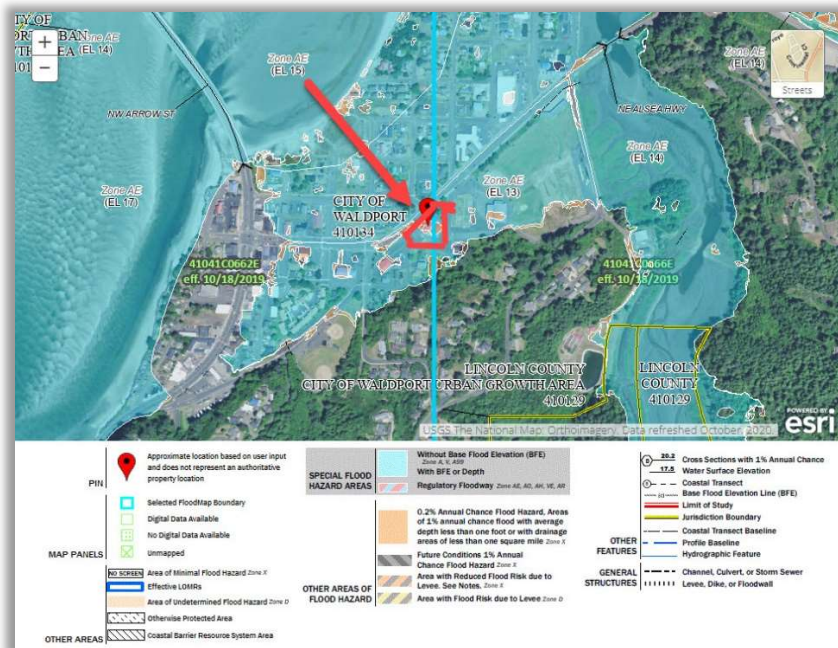 CITY OF
URBAN
+
−
Zone AE
(EL 14)
Zone AE
(EL 15)
NW ARROW ST
NE ALSEA HWY
Zone AE
(EL 14)
Streets
Zone AE
(EL 14)
Zone AE
(EL 17)
Zone AE
(EL 13)
CITY OF
WALDPORT
410134
41041C0662E
eff. 10/18/2019
eff. 10/18/2019
LINCOLN COUNTY
CITY OF WALDPORT URBAN GROWTH AREA
410129
LINCOLN
COUNTY
410129
USGS The National Map: Orthoimagery. Data refreshed October, 2020.
POWERED BY
esri
PIN
Approximate location based on user input
and does not represent an authoritative
property location
MAP PANELS
Selected FloodMap Boundary
Digital Data Available
No Digital Data Available
Unmapped
OTHER AREAS
NO SCREEN
Area of Minimal Flood Hazard Zone X
Effective LOMRs
Area of Undetermined Flood Hazard Zone D
Otherwise Protected Area
Coastal Barrier Resource System Area
SPECIAL FLOOD
HAZARD AREAS
Without Base Flood Elevation (BFE)
Zone A, V, A99
With BFE or Depth
Regulatory Floodway Zone AE, AO, AH, VE, AR
OTHER AREAS OF
FLOOD HAZARD
0.2% Annual Chance Flood Hazard, Areas
of 1% annual chance flood with average
depth less than one foot or with drainage
areas of less than one square mile Zone X
Future Conditions 1% Annual
Chance Flood Hazard Zone X
Area with Reduced Flood Risk due to
Levee. See Notes. Zone X
Area with Flood Risk due to Levee Zone D
OTHER
FEATURES
20.2
Cross Sections with 1% Annual Chance
17.5
Water Surface Elevation
Coastal Transect
Base Flood Elevation Line (BFE)
Limit of Study
Jurisdiction Boundary
Coastal Transect Baseline
Profile Baseline
Hydrographic Feature
GENERAL
STRUCTURES
Channel, Culvert, or Storm Sewer
Levee, Dike, or Floodwall